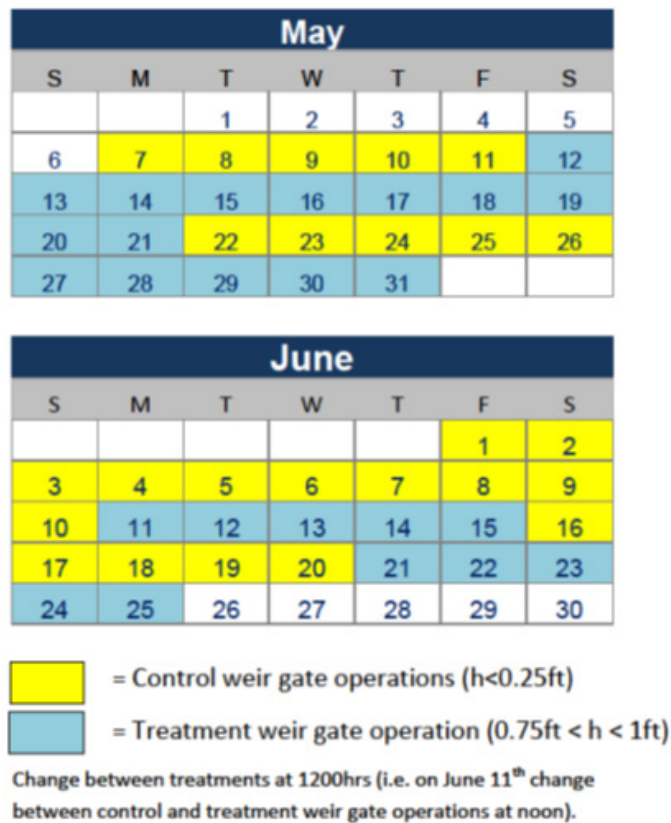 May
S M T W T F S
1 2 3 4 5
6 7 8 9 10 11 12
13 14 15 16 17 18 19
20 21 22 23 24 25 26
27 28 29 30 31
June
S M T W T F S
1 2
3 4 5 6 7 8 9
10 11 12 13 14 15 16
17 18 19 20 21 22 23
24 25 26 27 28 29 30
= Control weir gate operations (h<0.25ft)
= Treatment weir gate operation (0.75ft < h < 1ft)
Change between treatments at 1200hrs (i.e. on June 11th change
between control and treatment weir gate operations at noon).